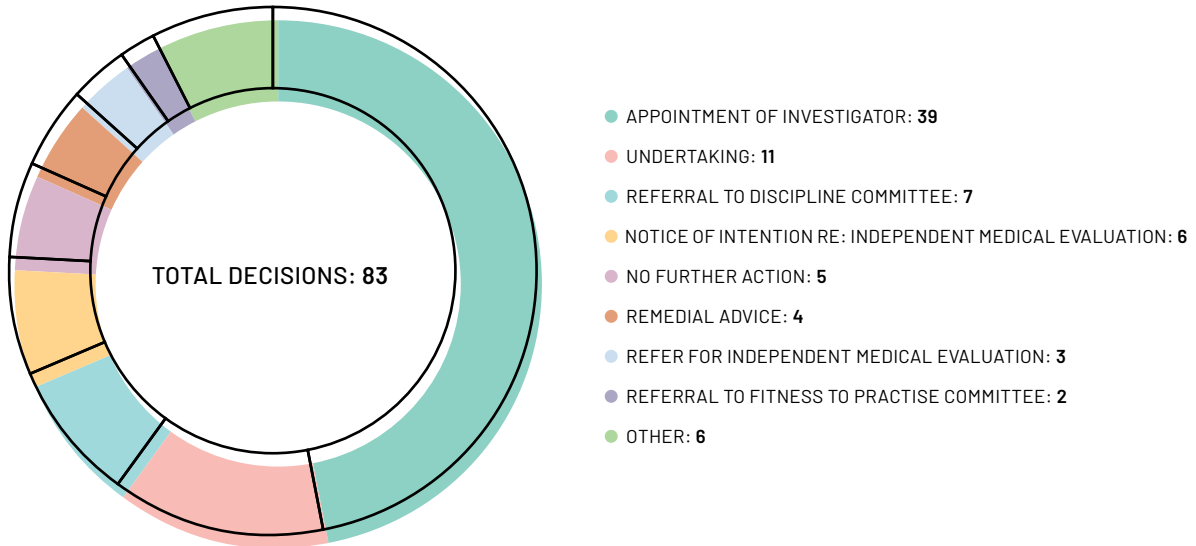 TOTAL DECISIONS: 83
APPOINTMENT OF INVESTIGATOR: 39
UNDERTAKING: 11
REFERRAL TO DISCIPLINE COMMITTEE: 7
NOTICE OF INTENTION RE: INDEPENDENT MEDICAL EVALUATION: 6
NO FURTHER ACTION: 5
REMEDIAL ADVICE: 4
REFER FOR INDEPENDENT MEDICAL EVALUATION: 3
REFERRAL TO FITNESS TO PRACTISE COMMITTEE: 2
OTHER: 6